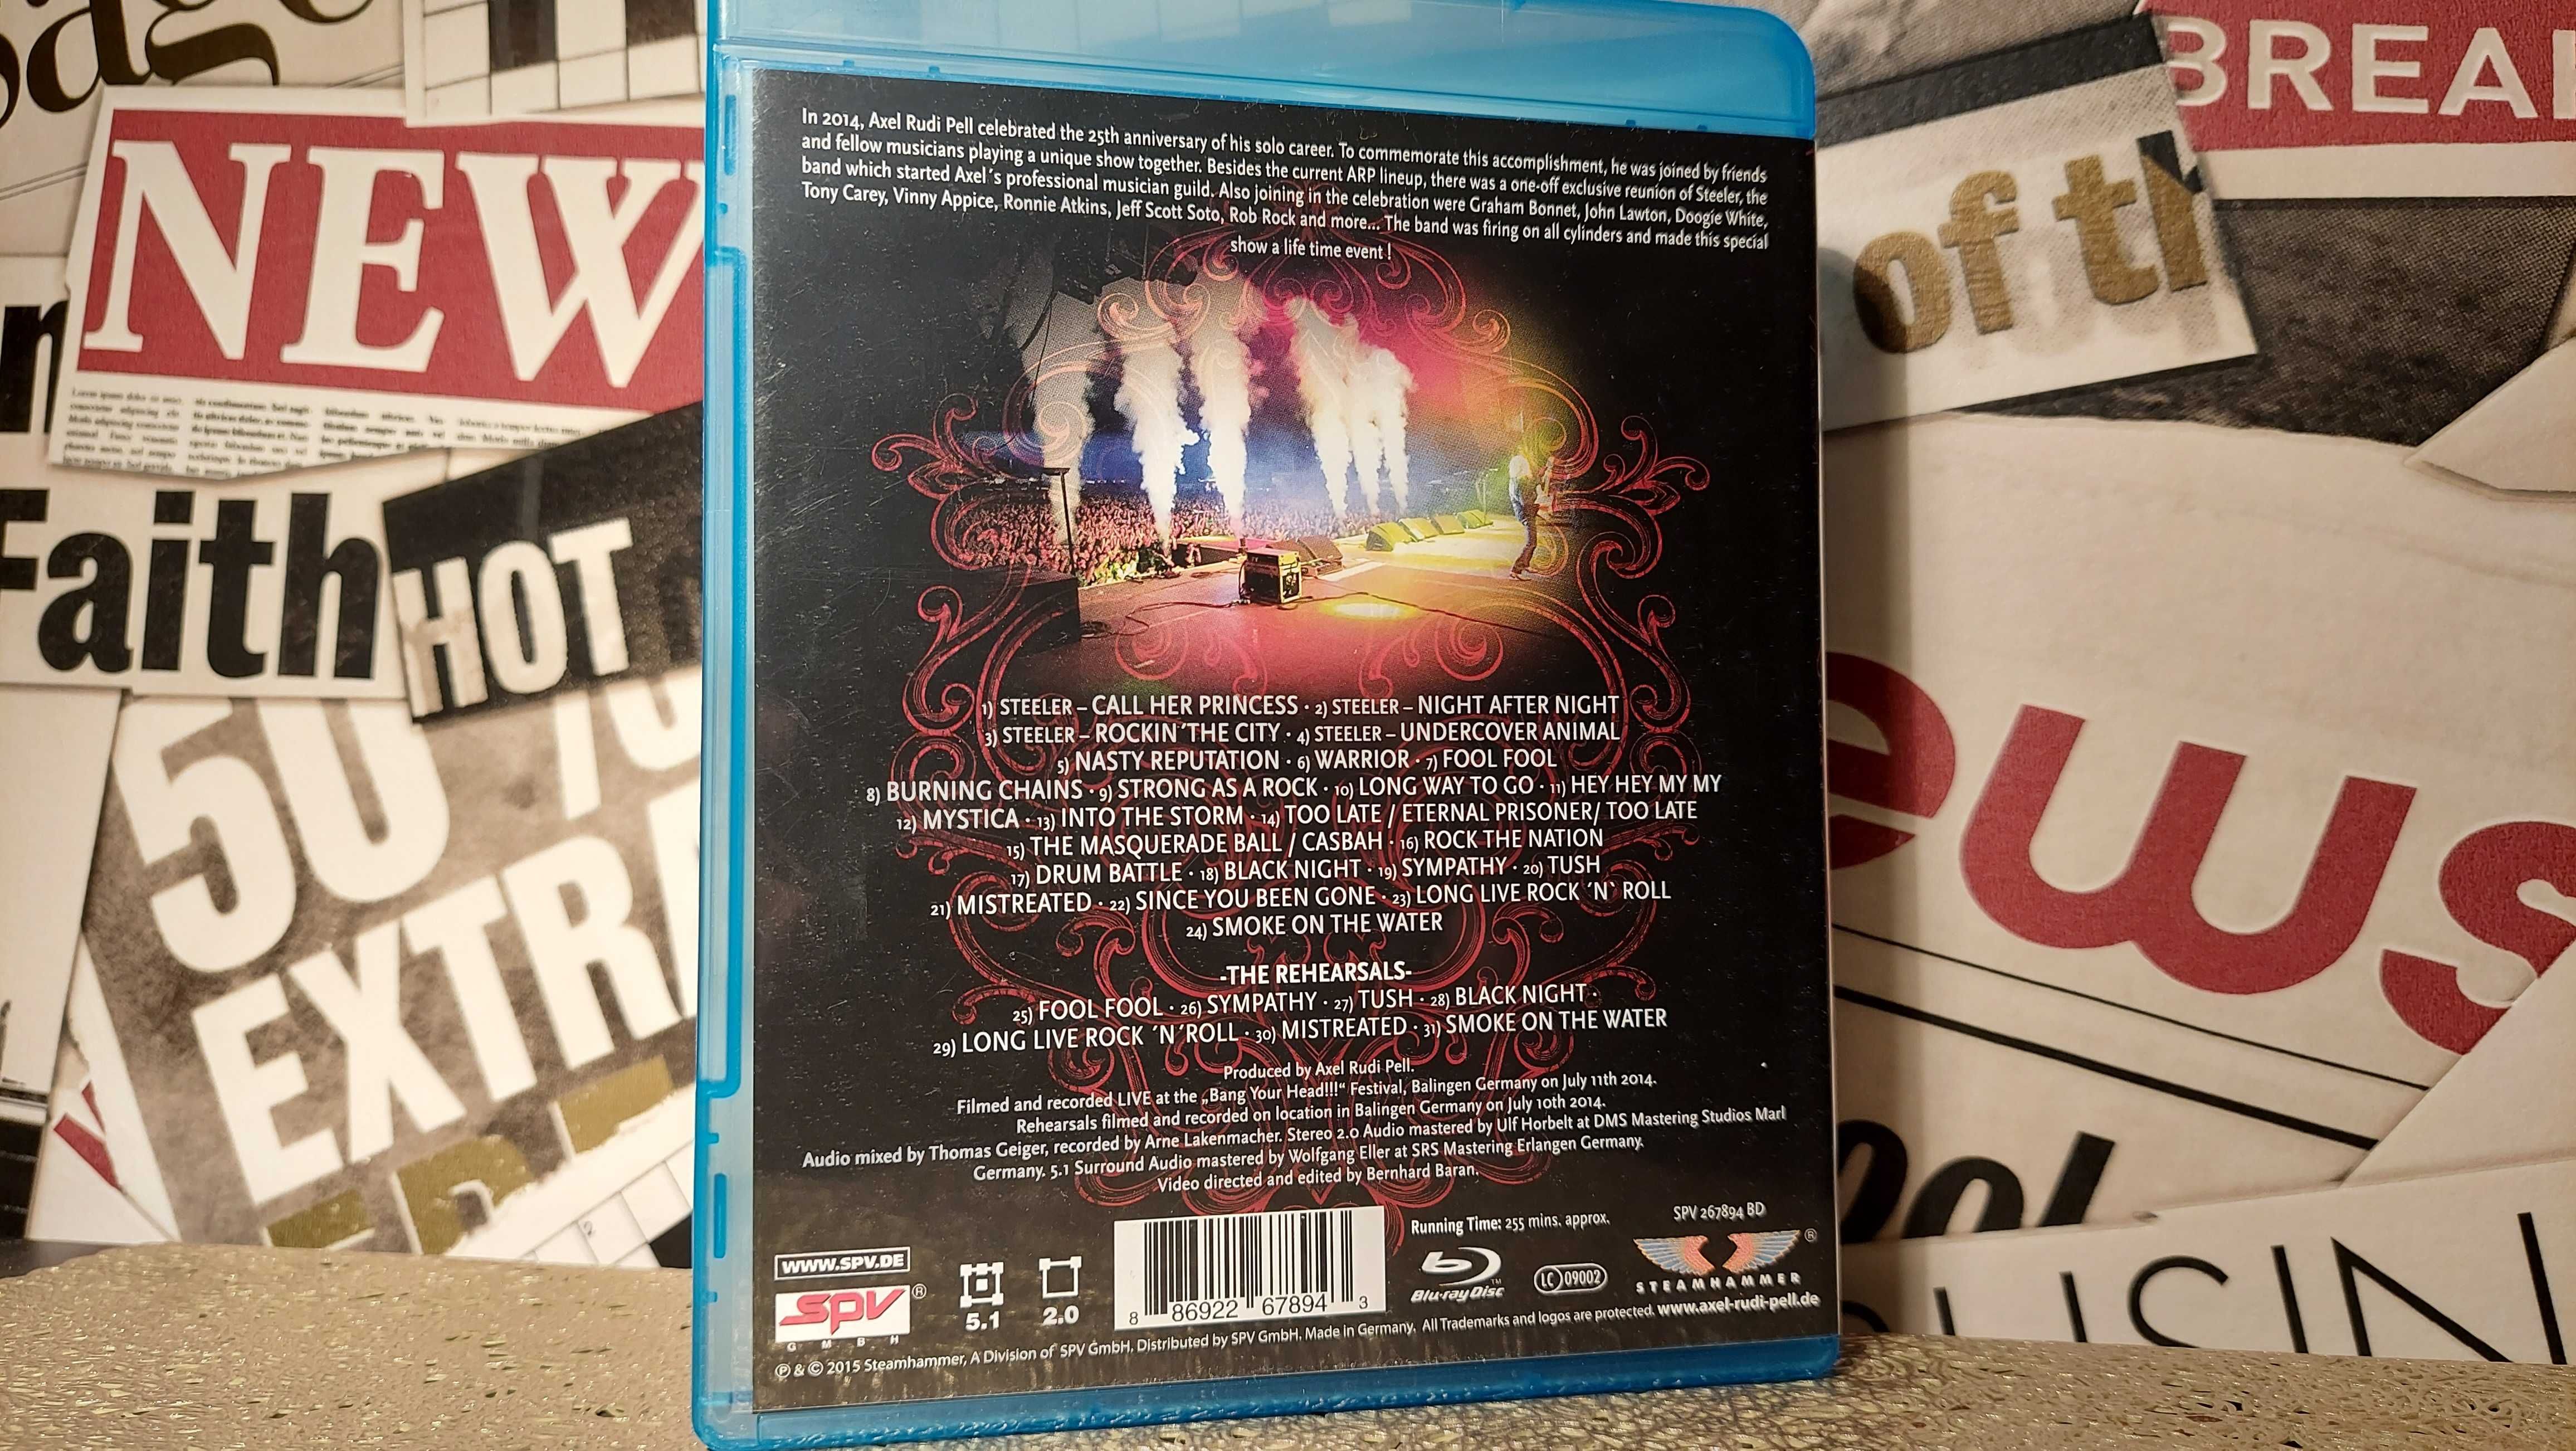 NEW
Faith
HOT
50%
EXTRA
BREA
of th
ews
USIN
In 2014, Axel Rudi Pell celebrated the 25th anniversary of his solo career. To commemorate this accomplishment, he was joined by friends
and fellow musicians playing a unique show together. Besides the current ARP lineup, there was a one-off exclusive reunion of Steeler, the
band which started Axel´s professional musician guild. Also joining in the celebration were Graham Bonnet, John Lawton, Doogie White,
Tony Carey, Vinny Appice, Ronnie Atkins, Jeff Scott Soto, Rob Rock and more... The band was firing on all cylinders and made this special
show a life time event !
1) STEELER – CALL HER PRINCESS · 2) STEELER – NIGHT AFTER NIGHT
3) STEELER – ROCKIN´THE CITY · 4) STEELER – UNDERCOVER ANIMAL
5) NASTY REPUTATION · 6) WARRIOR · 7) FOOL FOOL
8) BURNING CHAINS · 9) STRONG AS A ROCK · 10) LONG WAY TO GO · 11) HEY HEY MY MY
12) MYSTICA · 13) INTO THE STORM · 14) TOO LATE / ETERNAL PRISONER/ TOO LATE
15) THE MASQUERADE BALL / CASBAH · 16) ROCK THE NATION
17) DRUM BATTLE · 18) BLACK NIGHT · 19) SYMPATHY · 20) TUSH
21) MISTREATED · 22) SINCE YOU BEEN GONE · 23) LONG LIVE ROCK ´N` ROLL
24) SMOKE ON THE WATER
-THE REHEARSALS-
25) FOOL FOOL · 26) SYMPATHY · 27) TUSH · 28) BLACK NIGHT ·
29) LONG LIVE ROCK ´N´ROLL · 30) MISTREATED · 31) SMOKE ON THE WATER
Produced by Axel Rudi Pell.
Filmed and recorded LIVE at the „Bang Your Head!!!“ Festival, Balingen Germany on July 11th 2014.
Rehearsals filmed and recorded on location in Balingen Germany on July 10th 2014.
Audio mixed by Thomas Geiger, recorded by Arne Lakenmacher. Stereo 2.0 Audio mastered by Ulf Horbelt at DMS Mastering Studios Marl
Germany. 5.1 Surround Audio mastered by Wolfgang Eller at SRS Mastering Erlangen Germany.
Video directed and edited by Bernhard Baran.
WWW.SPV.DE
SPV ®
G M B H
5.1
2.0
8 86922 67894 3
Running Time: 255 mins. approx.
Blu-ray Disc ™
LC 09002
SPV 267894 BD
STEAMHAMMER ®
All Trademarks and logos are protected. www.axel-rudi-pell.de
℗ & © 2015 Steamhammer, A Division of SPV GmbH. Distributed by SPV GmbH. Made in Germany.